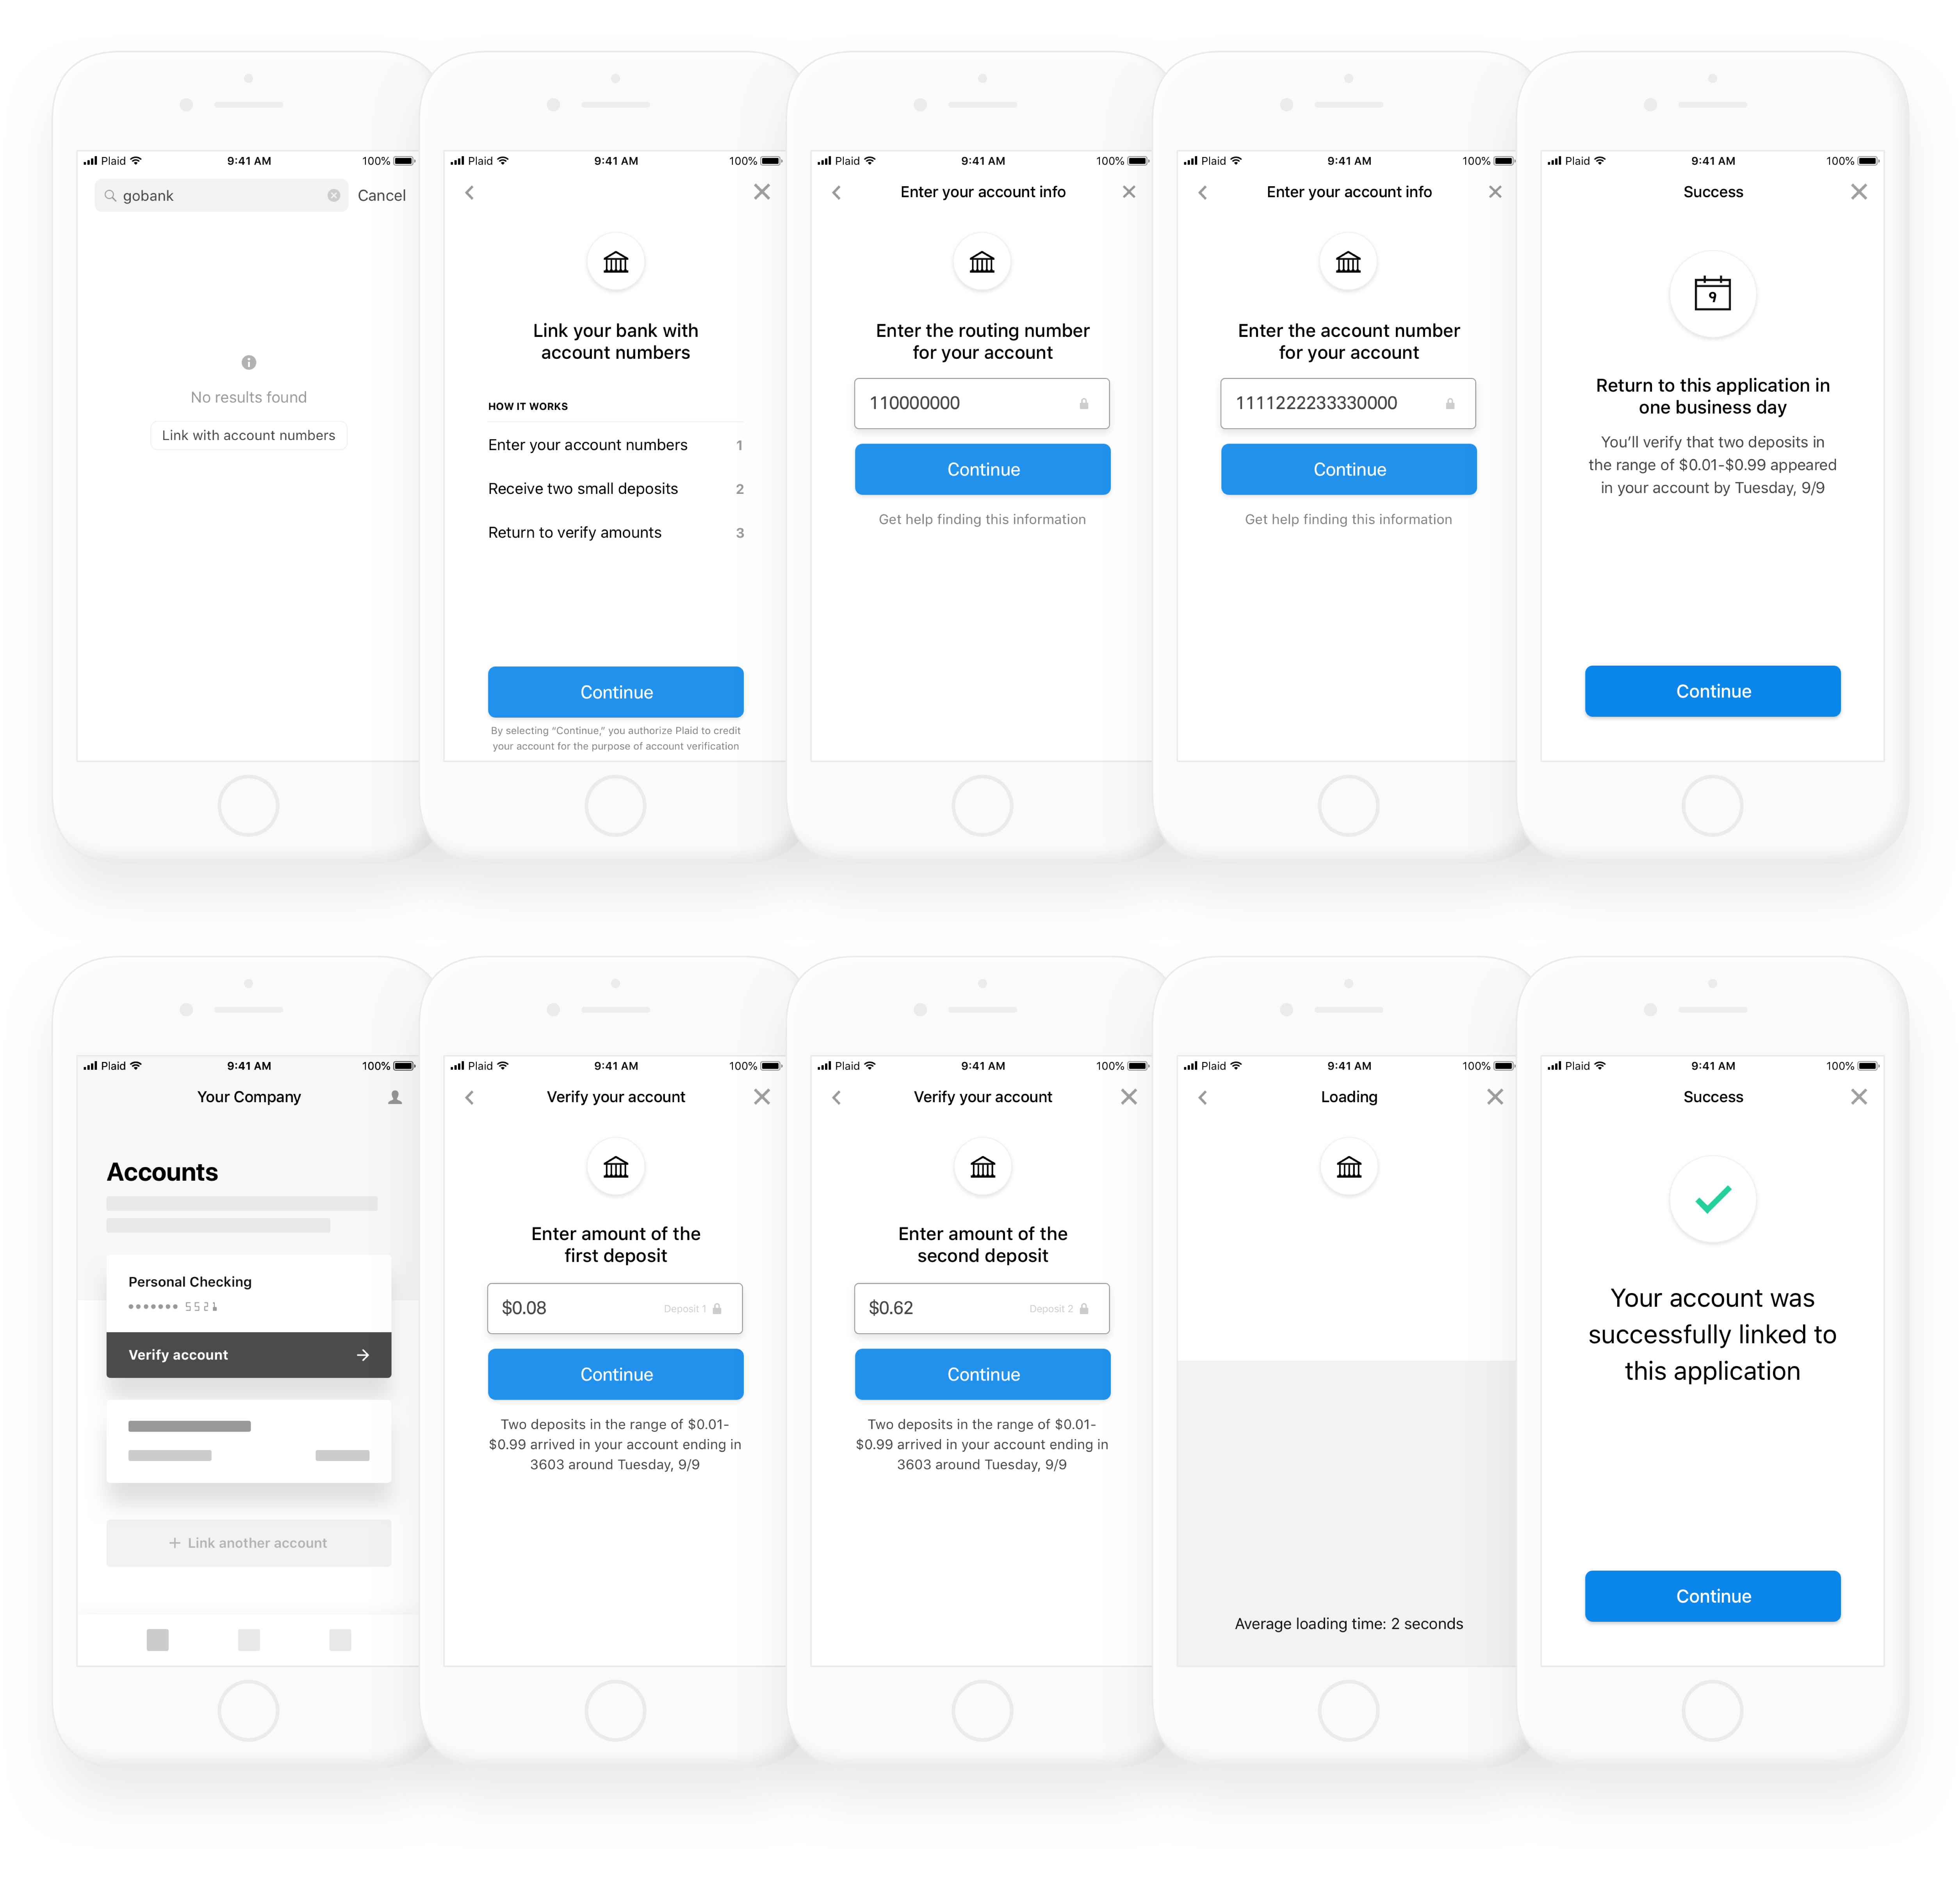 Plaid 9:41 AM 100%
gobank Cancel
No results found
Link with account numbers
Plaid 9:41 AM 100%
Link your bank with
account numbers
HOW IT WORKS
Enter your account numbers 1
Receive two small deposits 2
Return to verify amounts 3
Continue
By selecting “Continue,” you authorize Plaid to credit
your account for the purpose of account verification
Plaid 9:41 AM 100%
Enter your account info
Enter the routing number
for your account
110000000
Continue
Get help finding this information
Plaid 9:41 AM 100%
Enter your account info
Enter the account number
for your account
1111222233330000
Continue
Get help finding this information
Plaid 9:41 AM 100%
Success
9
Return to this application in
one business day
You’ll verify that two deposits in
the range of $0.01-$0.99 appeared
in your account by Tuesday, 9/9
Continue
Plaid 9:41 AM 100%
Your Company
Accounts
Personal Checking
••••••• 5521
Verify account
+ Link another account
Plaid 9:41 AM 100%
Verify your account
Enter amount of the
first deposit
$0.08 Deposit 1
Continue
Two deposits in the range of $0.01-
$0.99 arrived in your account ending in
3603 around Tuesday, 9/9
Plaid 9:41 AM 100%
Verify your account
Enter amount of the
second deposit
$0.62 Deposit 2
Continue
Two deposits in the range of $0.01-
$0.99 arrived in your account ending in
3603 around Tuesday, 9/9
Plaid 9:41 AM 100%
Loading
Average loading time: 2 seconds
Plaid 9:41 AM 100%
Success
Your account was
successfully linked to
this application
Continue